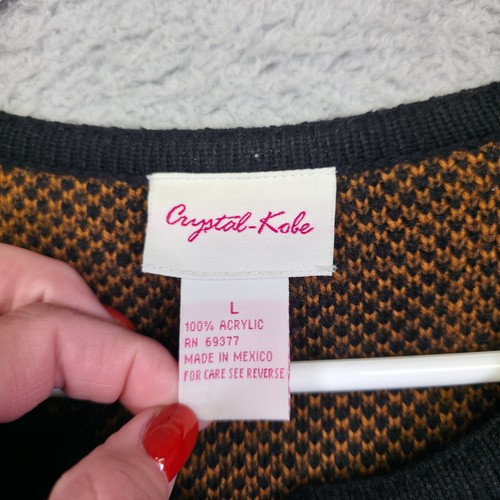 Crystal-Kobe
L
100% ACRYLIC
RN 69377
MADE IN MEXICO
FOR CARE SEE REVERSE